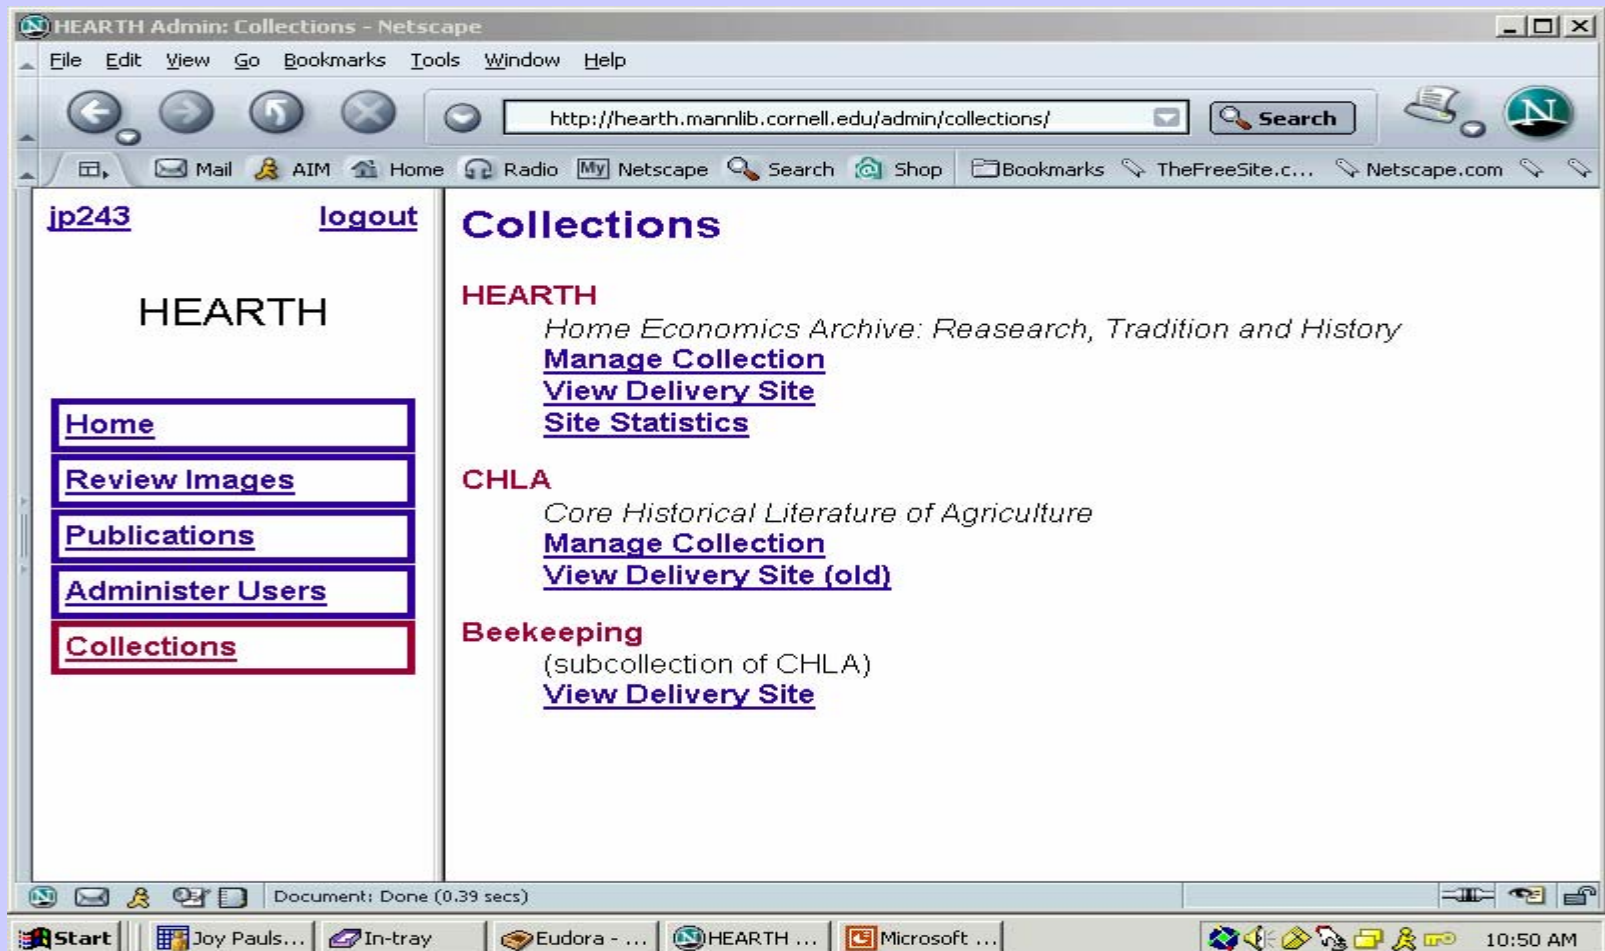 HEARTH Admin: Collections - Netscape
File Edit View Go Bookmarks Tools Window Help
http://hearth.mannlib.cornell.edu/admin/collections/ Search N
Mail AIM Home Radio My Netscape Search Shop Bookmarks TheFreeSite.c... Netscape.com
jp243 logout
HEARTH
Home
Review Images
Publications
Administer Users
Collections
Collections
HEARTH
Home Economics Archive: Reasearch, Tradition and History
Manage Collection
View Delivery Site
Site Statistics
CHLA
Core Historical Literature of Agriculture
Manage Collection
View Delivery Site (old)
Beekeeping
(subcollection of CHLA)
View Delivery Site
Document: Done (0.39 secs)
Start Joy Pauls... In-tray Eudora - ... HEARTH ... Microsoft ... 10:50 AM